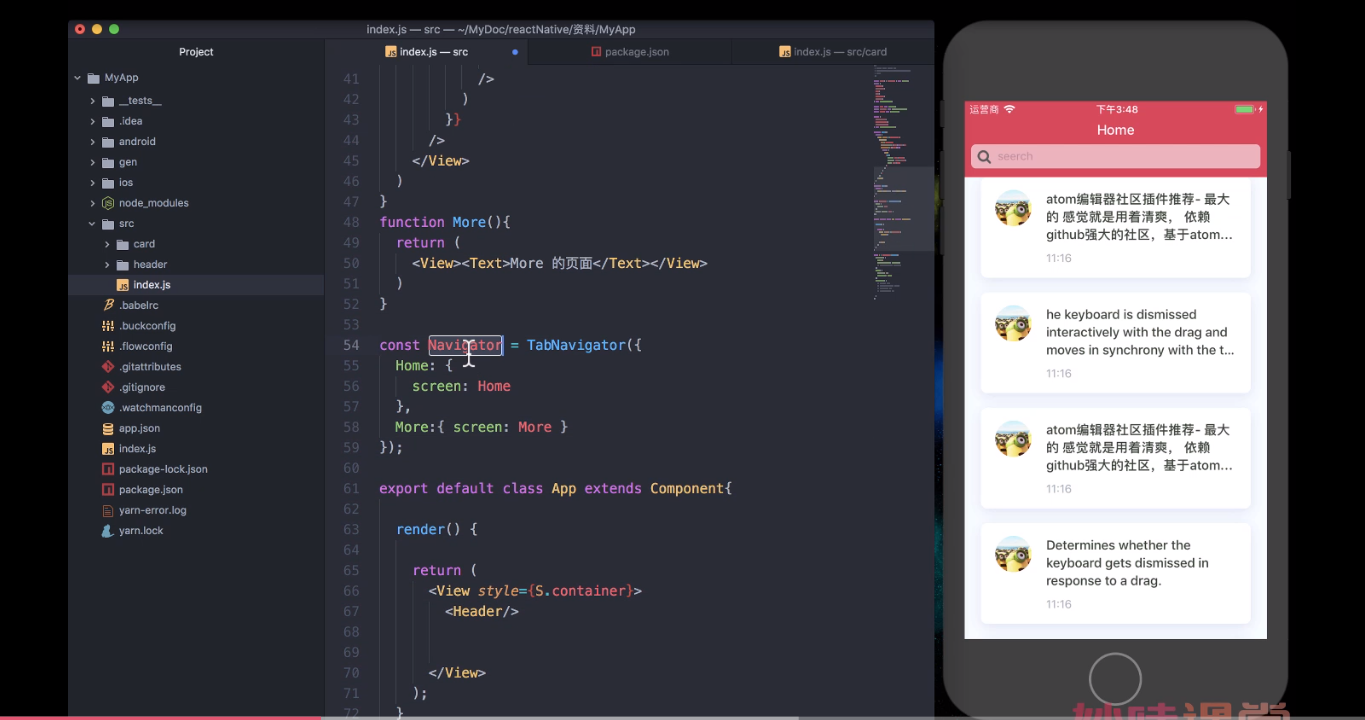 index.js — src — ~/MyDoc/reactNative/资料/MyApp
Project
index.js — src
package.json
index.js — src/card
MyApp
__tests__
.idea
android
gen
ios
node_modules
src
card
header
index.js
.babelrc
.buckconfig
.flowconfig
.gitattributes
.gitignore
.watchmanconfig
app.json
index.js
package-lock.json
package.json
yarn-error.log
yarn.lock
41 />
42 )
43 }}
44 />
45 </View>
46 )
47 }
48 function More(){
49 return (
50 <View><Text>More 的页面</Text></View>
51 )
52 }
53
54 const Navigator = TabNavigator({
55 Home: {
56 screen: Home
57 },
58 More:{ screen: More }
59 });
60
61 export default class App extends Component{
62
63 render() {
64
65 return (
66 <View style={S.container}>
67 <Header/>
68
69
70 </View>
71 );
72 }
运营商 下午3:48
Home
seerch
atom编辑器社区插件推荐- 最大
的 感觉就是用着清爽， 依赖
github强大的社区，基于atom...
11:16
he keyboard is dismissed
interactively with the drag and
moves in synchrony with the t...
11:16
atom编辑器社区插件推荐- 最大
的 感觉就是用着清爽， 依赖
github强大的社区，基于atom...
11:16
Determines whether the
keyboard gets dismissed in
response to a drag.
11:16
妙味课堂